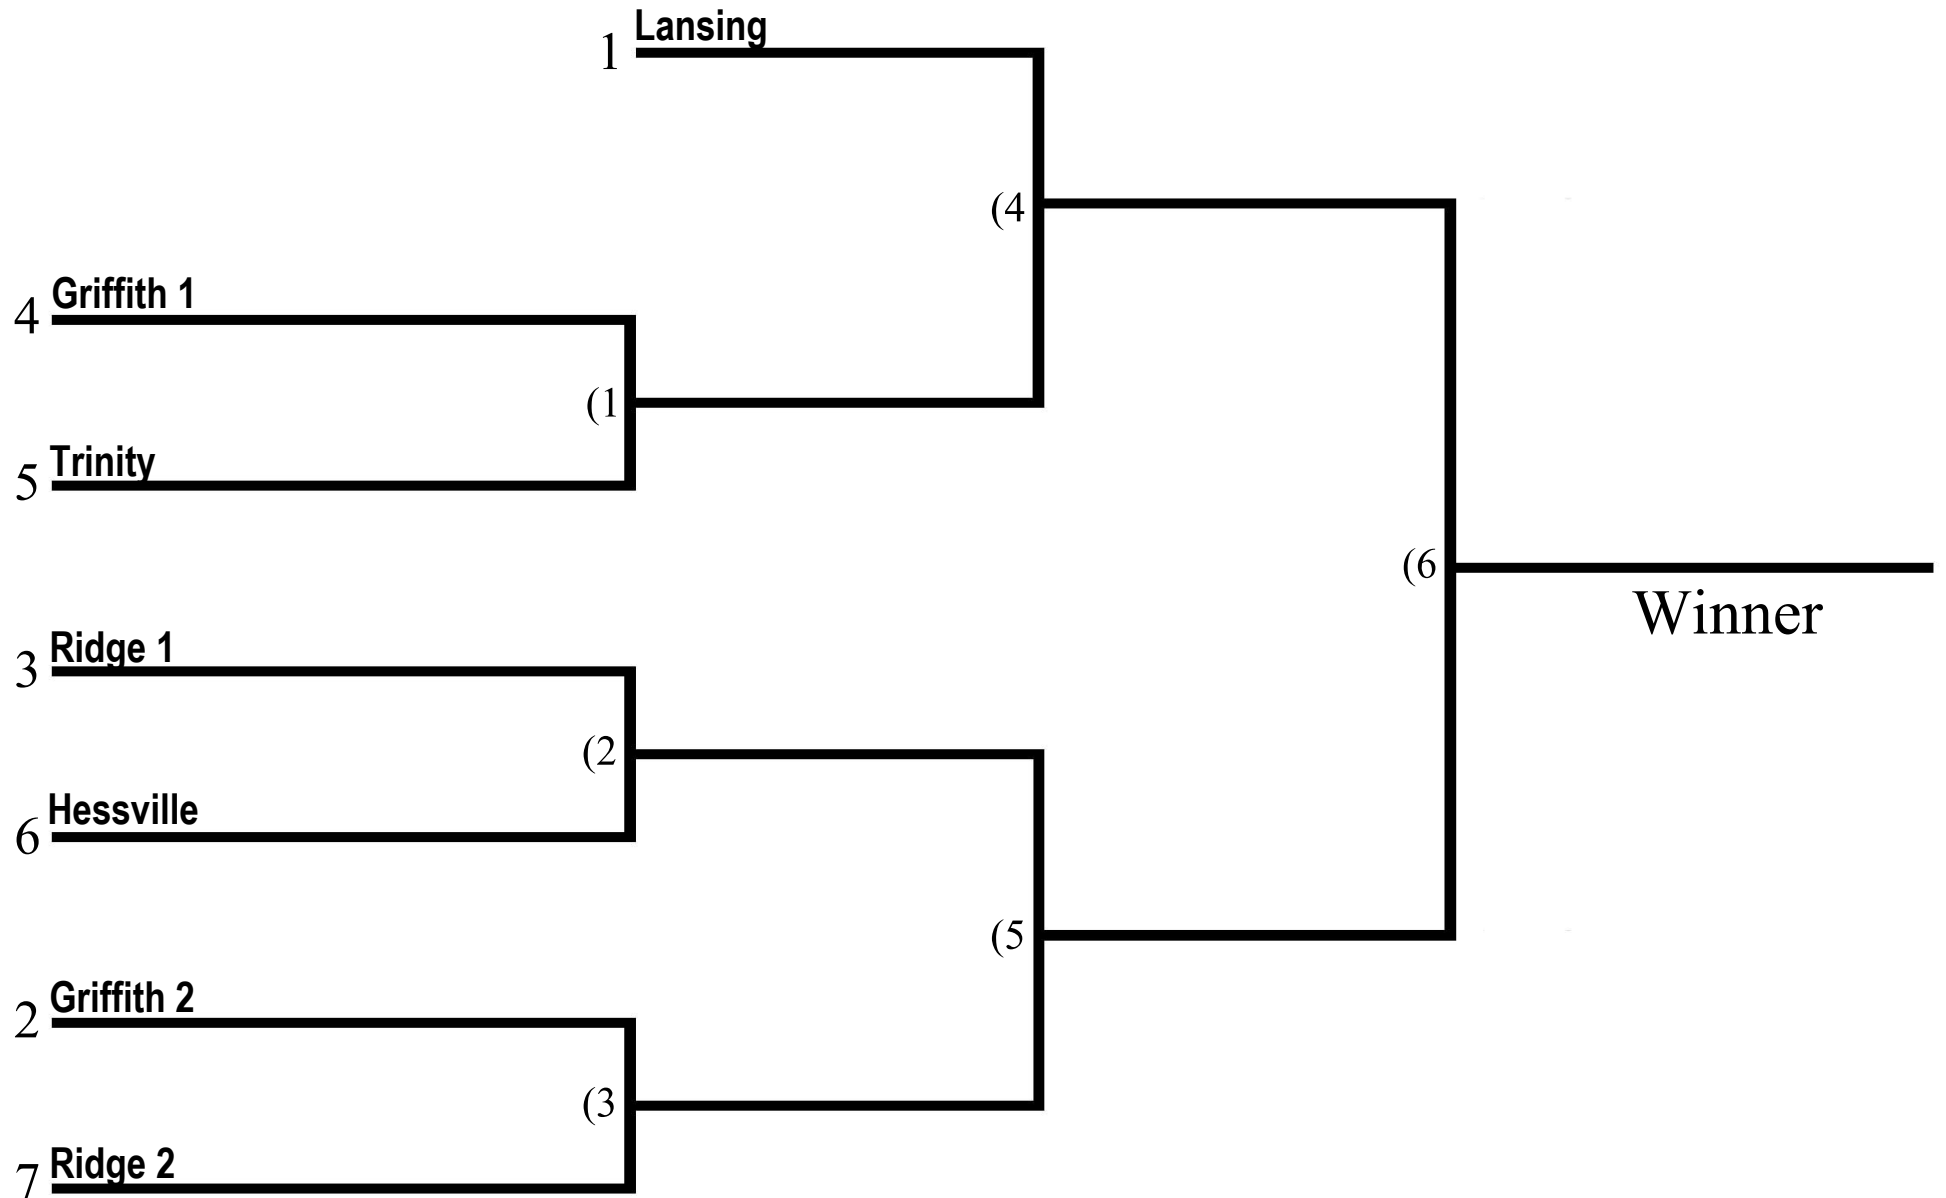 Lansing
1
(4
Griffith 1
4
(1
Trinity
5
(6
Winner
Ridge 1
3
(2
Hessville
6
(5
Griffith 2
2
(3
Ridge 2
7